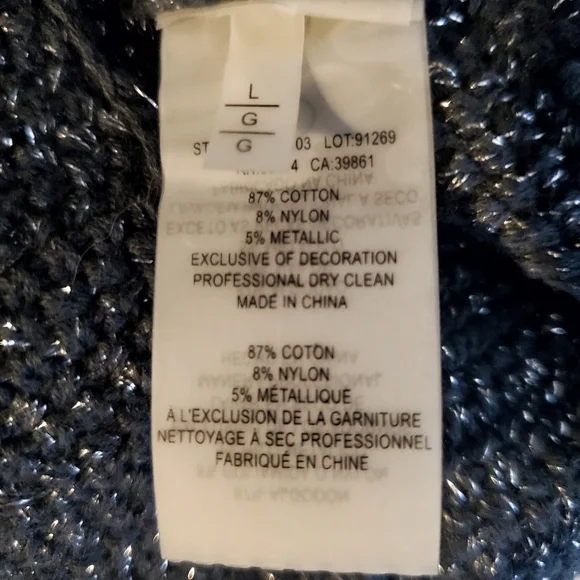 L
G
G
ST 03 LOT:91269
4 CA:39861
87% COTTON
8% NYLON
5% METALLIC
EXCLUSIVE OF DECORATION
PROFESSIONAL DRY CLEAN
MADE IN CHINA
87% COTON
8% NYLON
5% MÉTALLIQUE
À L'EXCLUSION DE LA GARNITURE
NETTOYAGE À SEC PROFESSIONNEL
FABRIQUÉ EN CHINE